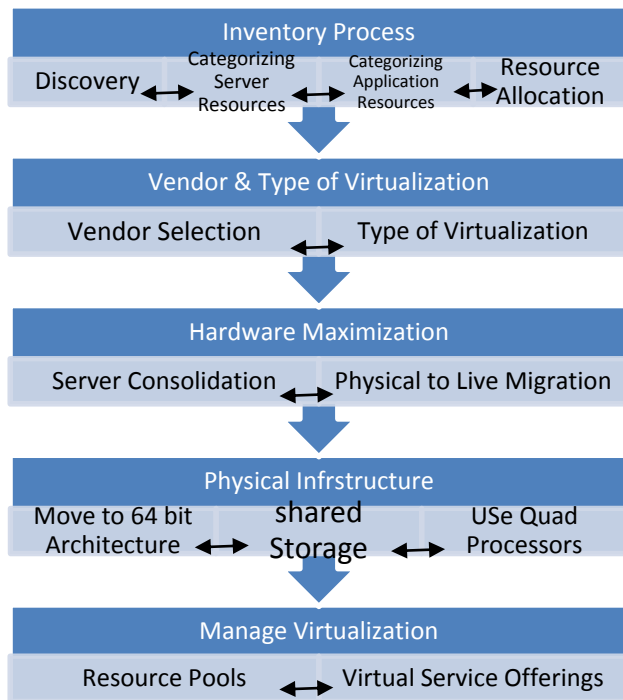 Inventory Process
Discovery
Categorizing
Server
Resources
Categorizing
Application
Resources
Resource
Allocation
Vendor & Type of Virtualization
Vendor Selection
Type of Virtualization
Hardware Maximization
Server Consolidation
Physical to Live Migration
Physical Infrstructure
Move to 64 bit
Architecture
shared
Storage
USe Quad
Processors
Manage Virtualization
Resource Pools
Virtual Service Offerings